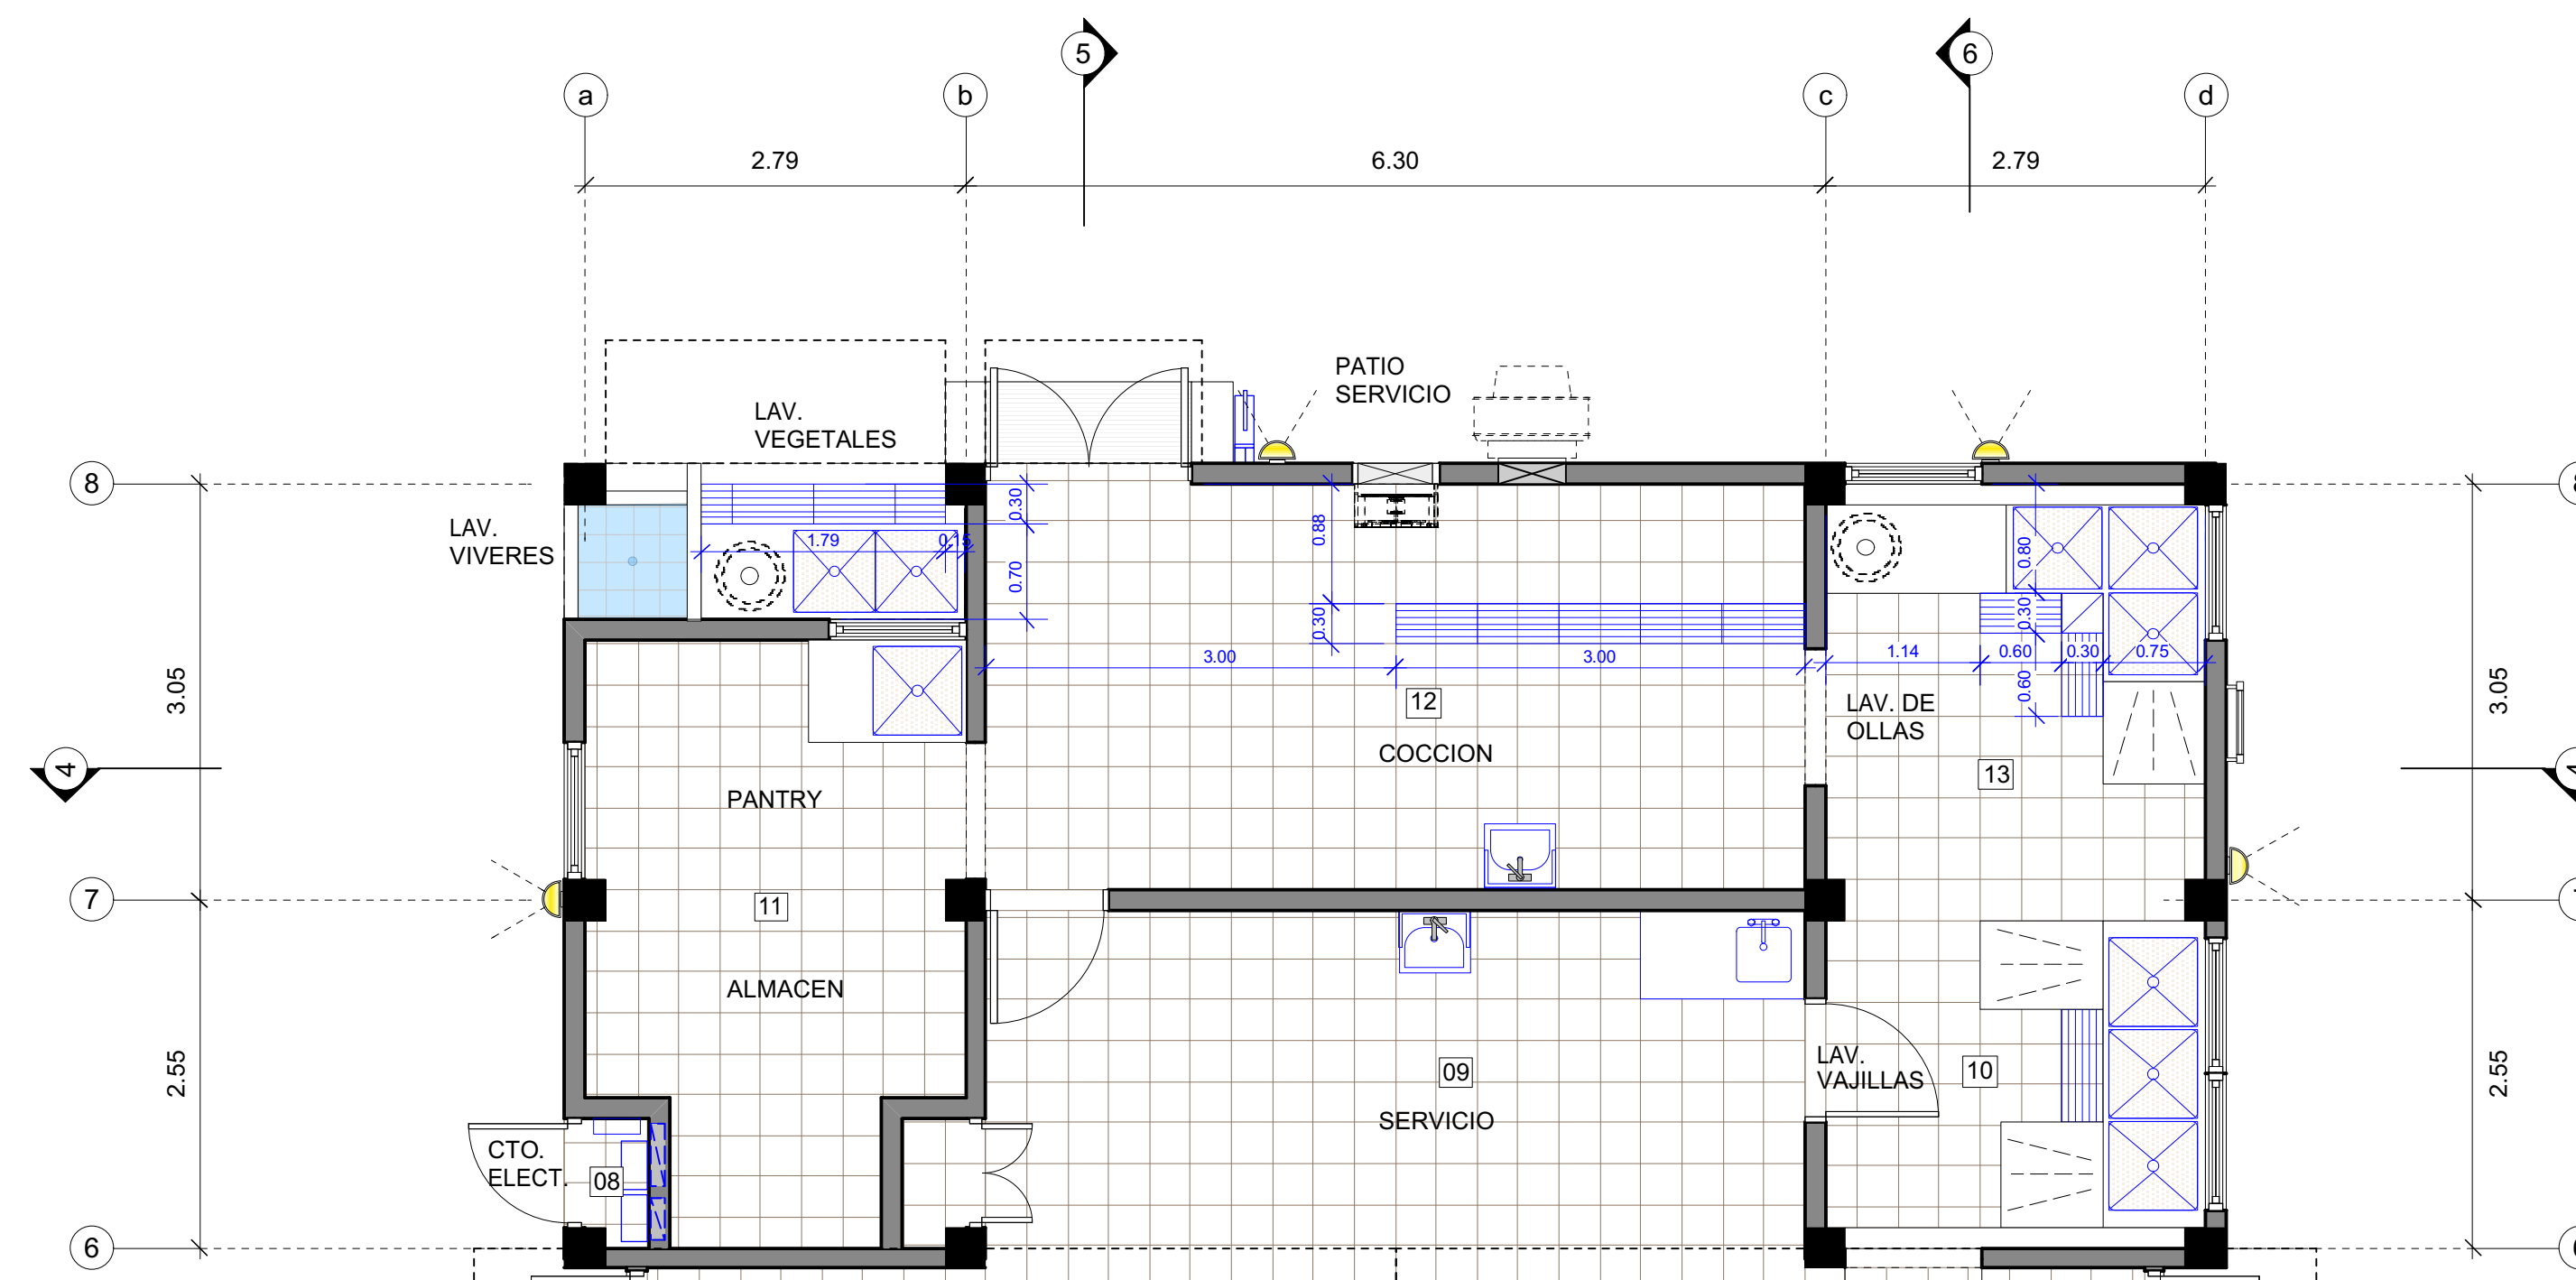 5
6
a
b
c
d
2.79
6.30
2.79
PATIO
SERVICIO
LAV.
VEGETALES
8
LAV.
VIVERES
0.30
0.70
1.79
0.15
0.88
0.30
0.80
0.30
0.60
3.00
3.00
1.14
0.60
0.30
0.75
3.05
3.05
12
COCCION
LAV. DE
OLLAS
13
4
PANTRY
7
11
ALMACEN
2.55
2.55
09
SERVICIO
LAV.
VAJILLAS
10
CTO.
ELECT.
08
6